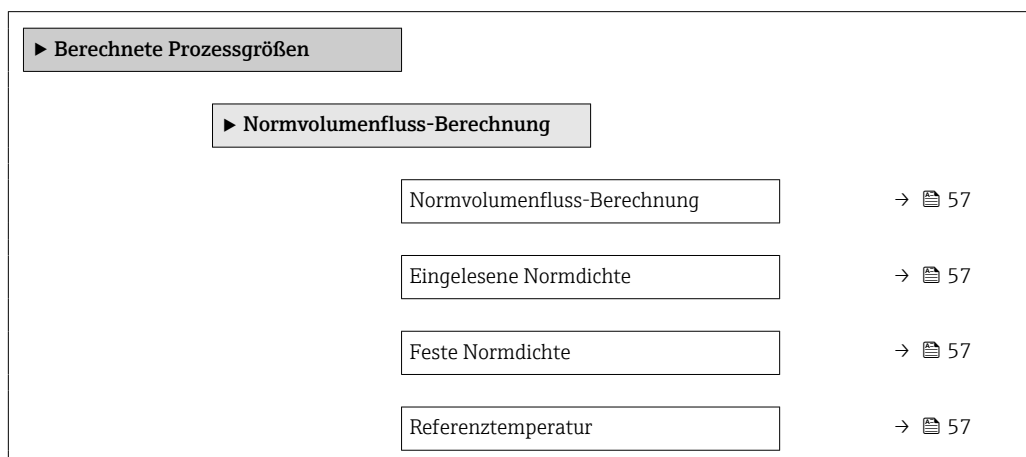 ▶ Berechnete Prozessgrößen
▶ Normvolumenfluss-Berechnung
Normvolumenfluss-Berechnung → 57
Eingelesene Normdichte → 57
Feste Normdichte → 57
Referenztemperatur → 57